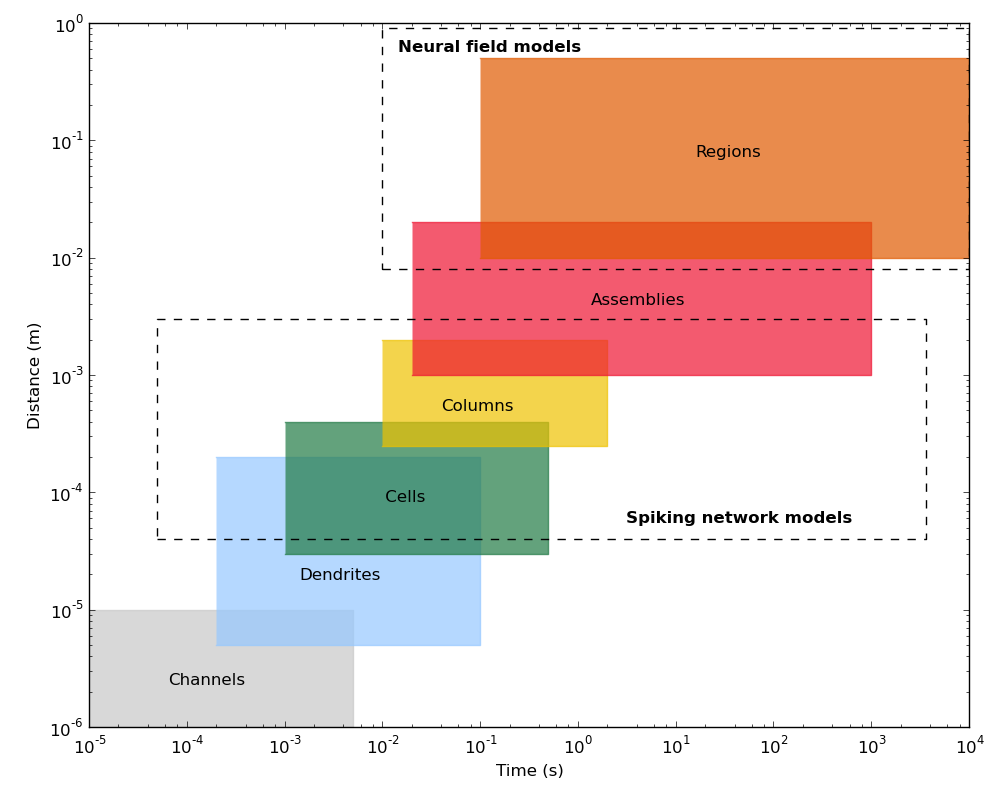 10^0
Neural field models
Regions
10^-1
10^-2
Assemblies
10^-3
Columns
Distance (m)
10^-4
Cells
Spiking network models
Dendrites
10^-5
Channels
10^-6
10^-5 10^-4 10^-3 10^-2 10^-1 10^0 10^1 10^2 10^3 10^4
Time (s)